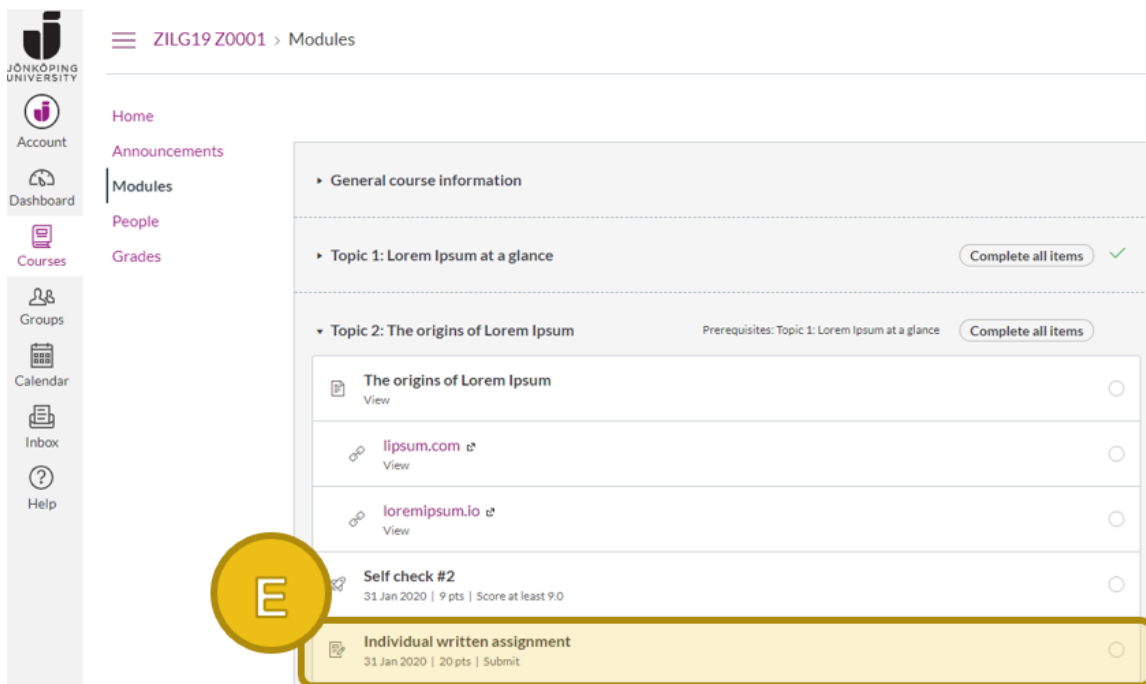 JÖNKÖPING
UNIVERSITY
Account
Dashboard
Courses
Groups
Calendar
Inbox
Help
ZILG19 Z0001 > Modules
Home
Announcements
Modules
People
Grades
General course information
Topic 1: Lorem Ipsum at a glance Complete all items
Topic 2: The origins of Lorem Ipsum Prerequisites: Topic 1: Lorem Ipsum at a glance Complete all items
The origins of Lorem Ipsum
View
lipsum.com
View
loremipsum.io
View
E
Self check #2
31 Jan 2020 | 9 pts | Score at least 9.0
Individual written assignment
31 Jan 2020 | 20 pts | Submit